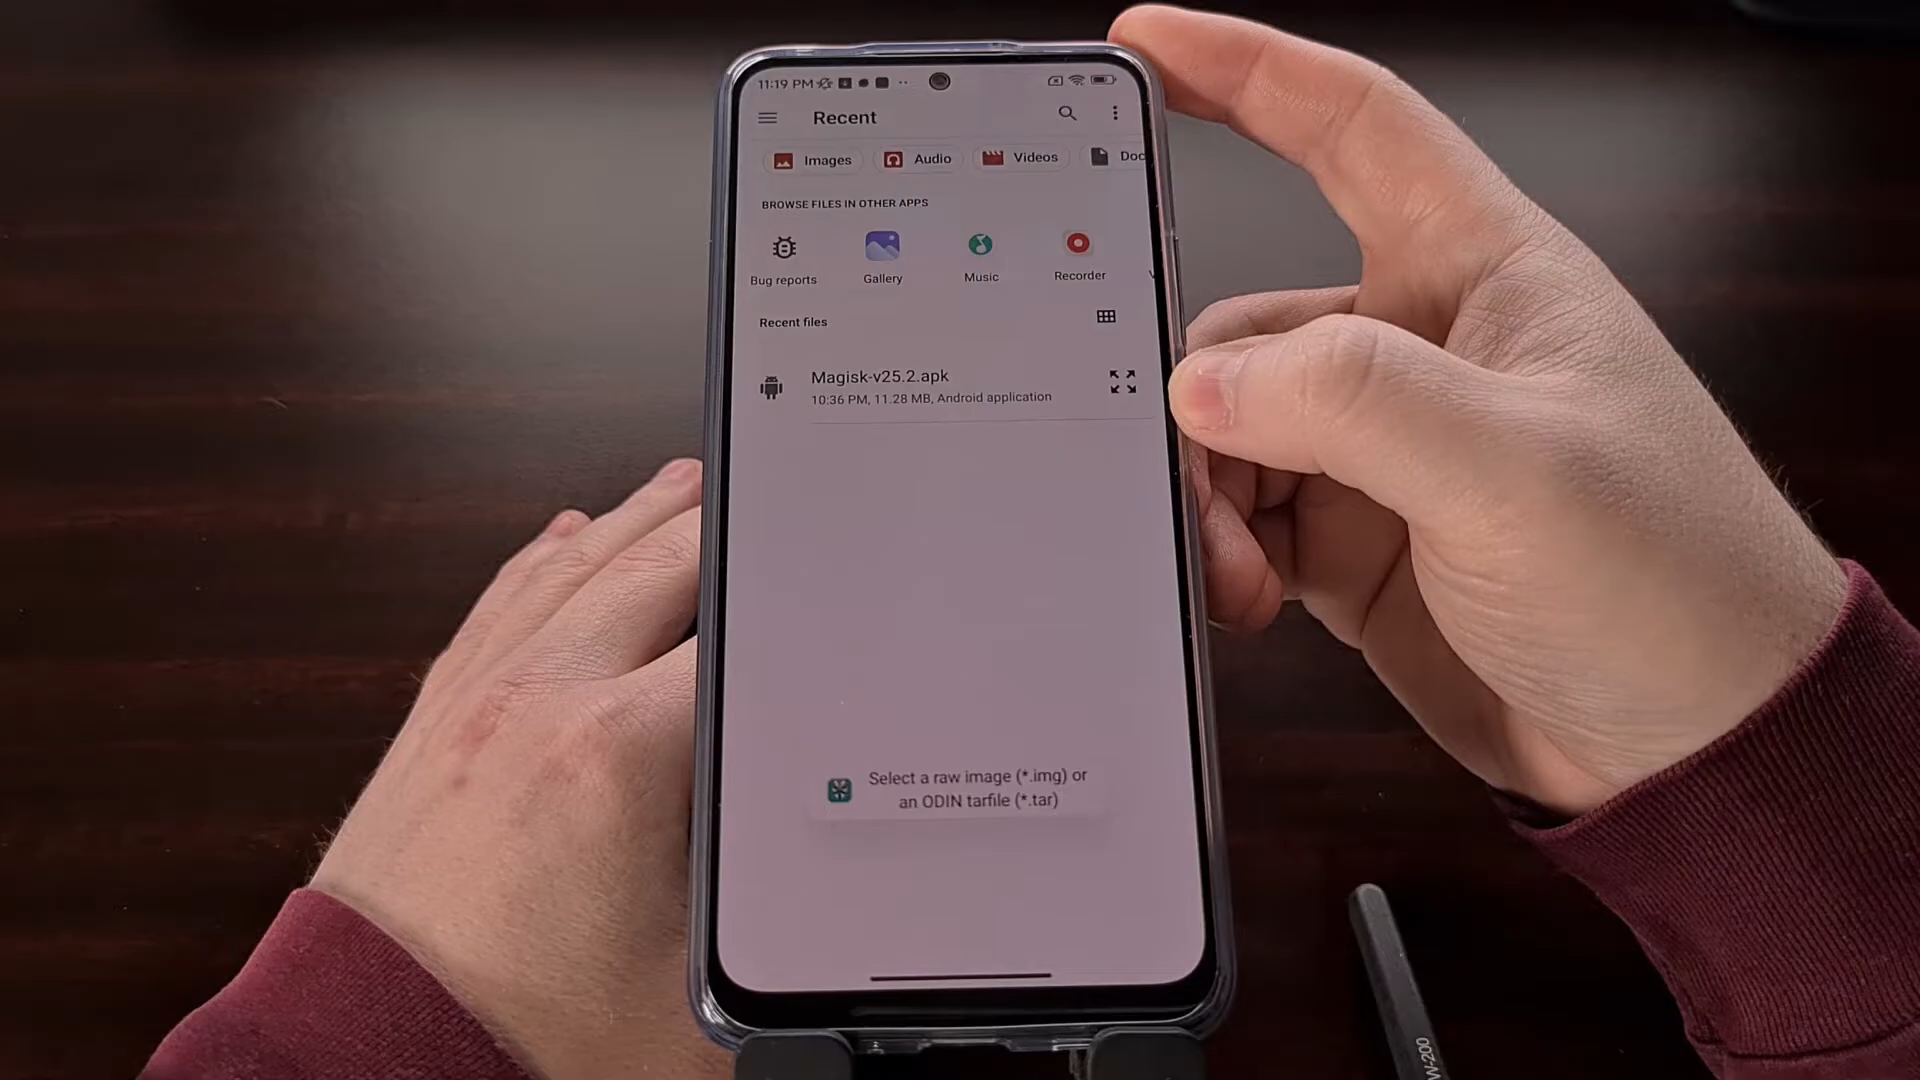 11:19 PM
Recent
Images
Audio
Videos
Doc
BROWSE FILES IN OTHER APPS
Bug reports
Gallery
Music
Recorder
Recent files
Magisk-v25.2.apk
10:36 PM, 11.28 MB, Android application
Select a raw image (*.img) or
an ODIN tarfile (*.tar)
W-200